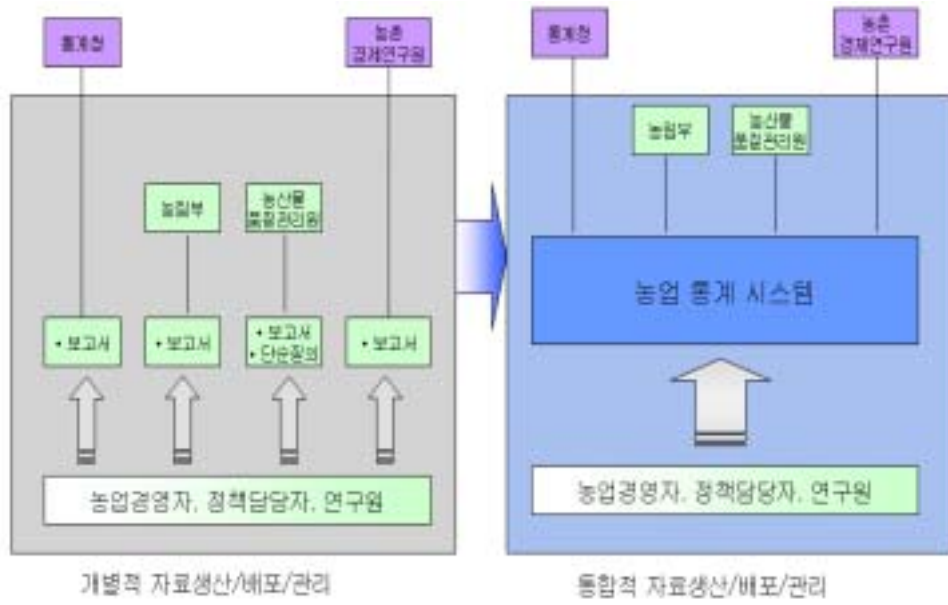 통계청
농촌
경제연구원
농림부
농산물
품질관리원
• 보고서
• 보고서
• 보고서
• 단순질의
• 보고서
농업경영자, 정책담당자, 연구원
개별적 자료생산/배포/관리
통계청
농촌
경제연구원
농림부
농산물
품질관리원
농업 통계 시스템
농업경영자, 정책담당자, 연구원
통합적 자료생산/배포/관리